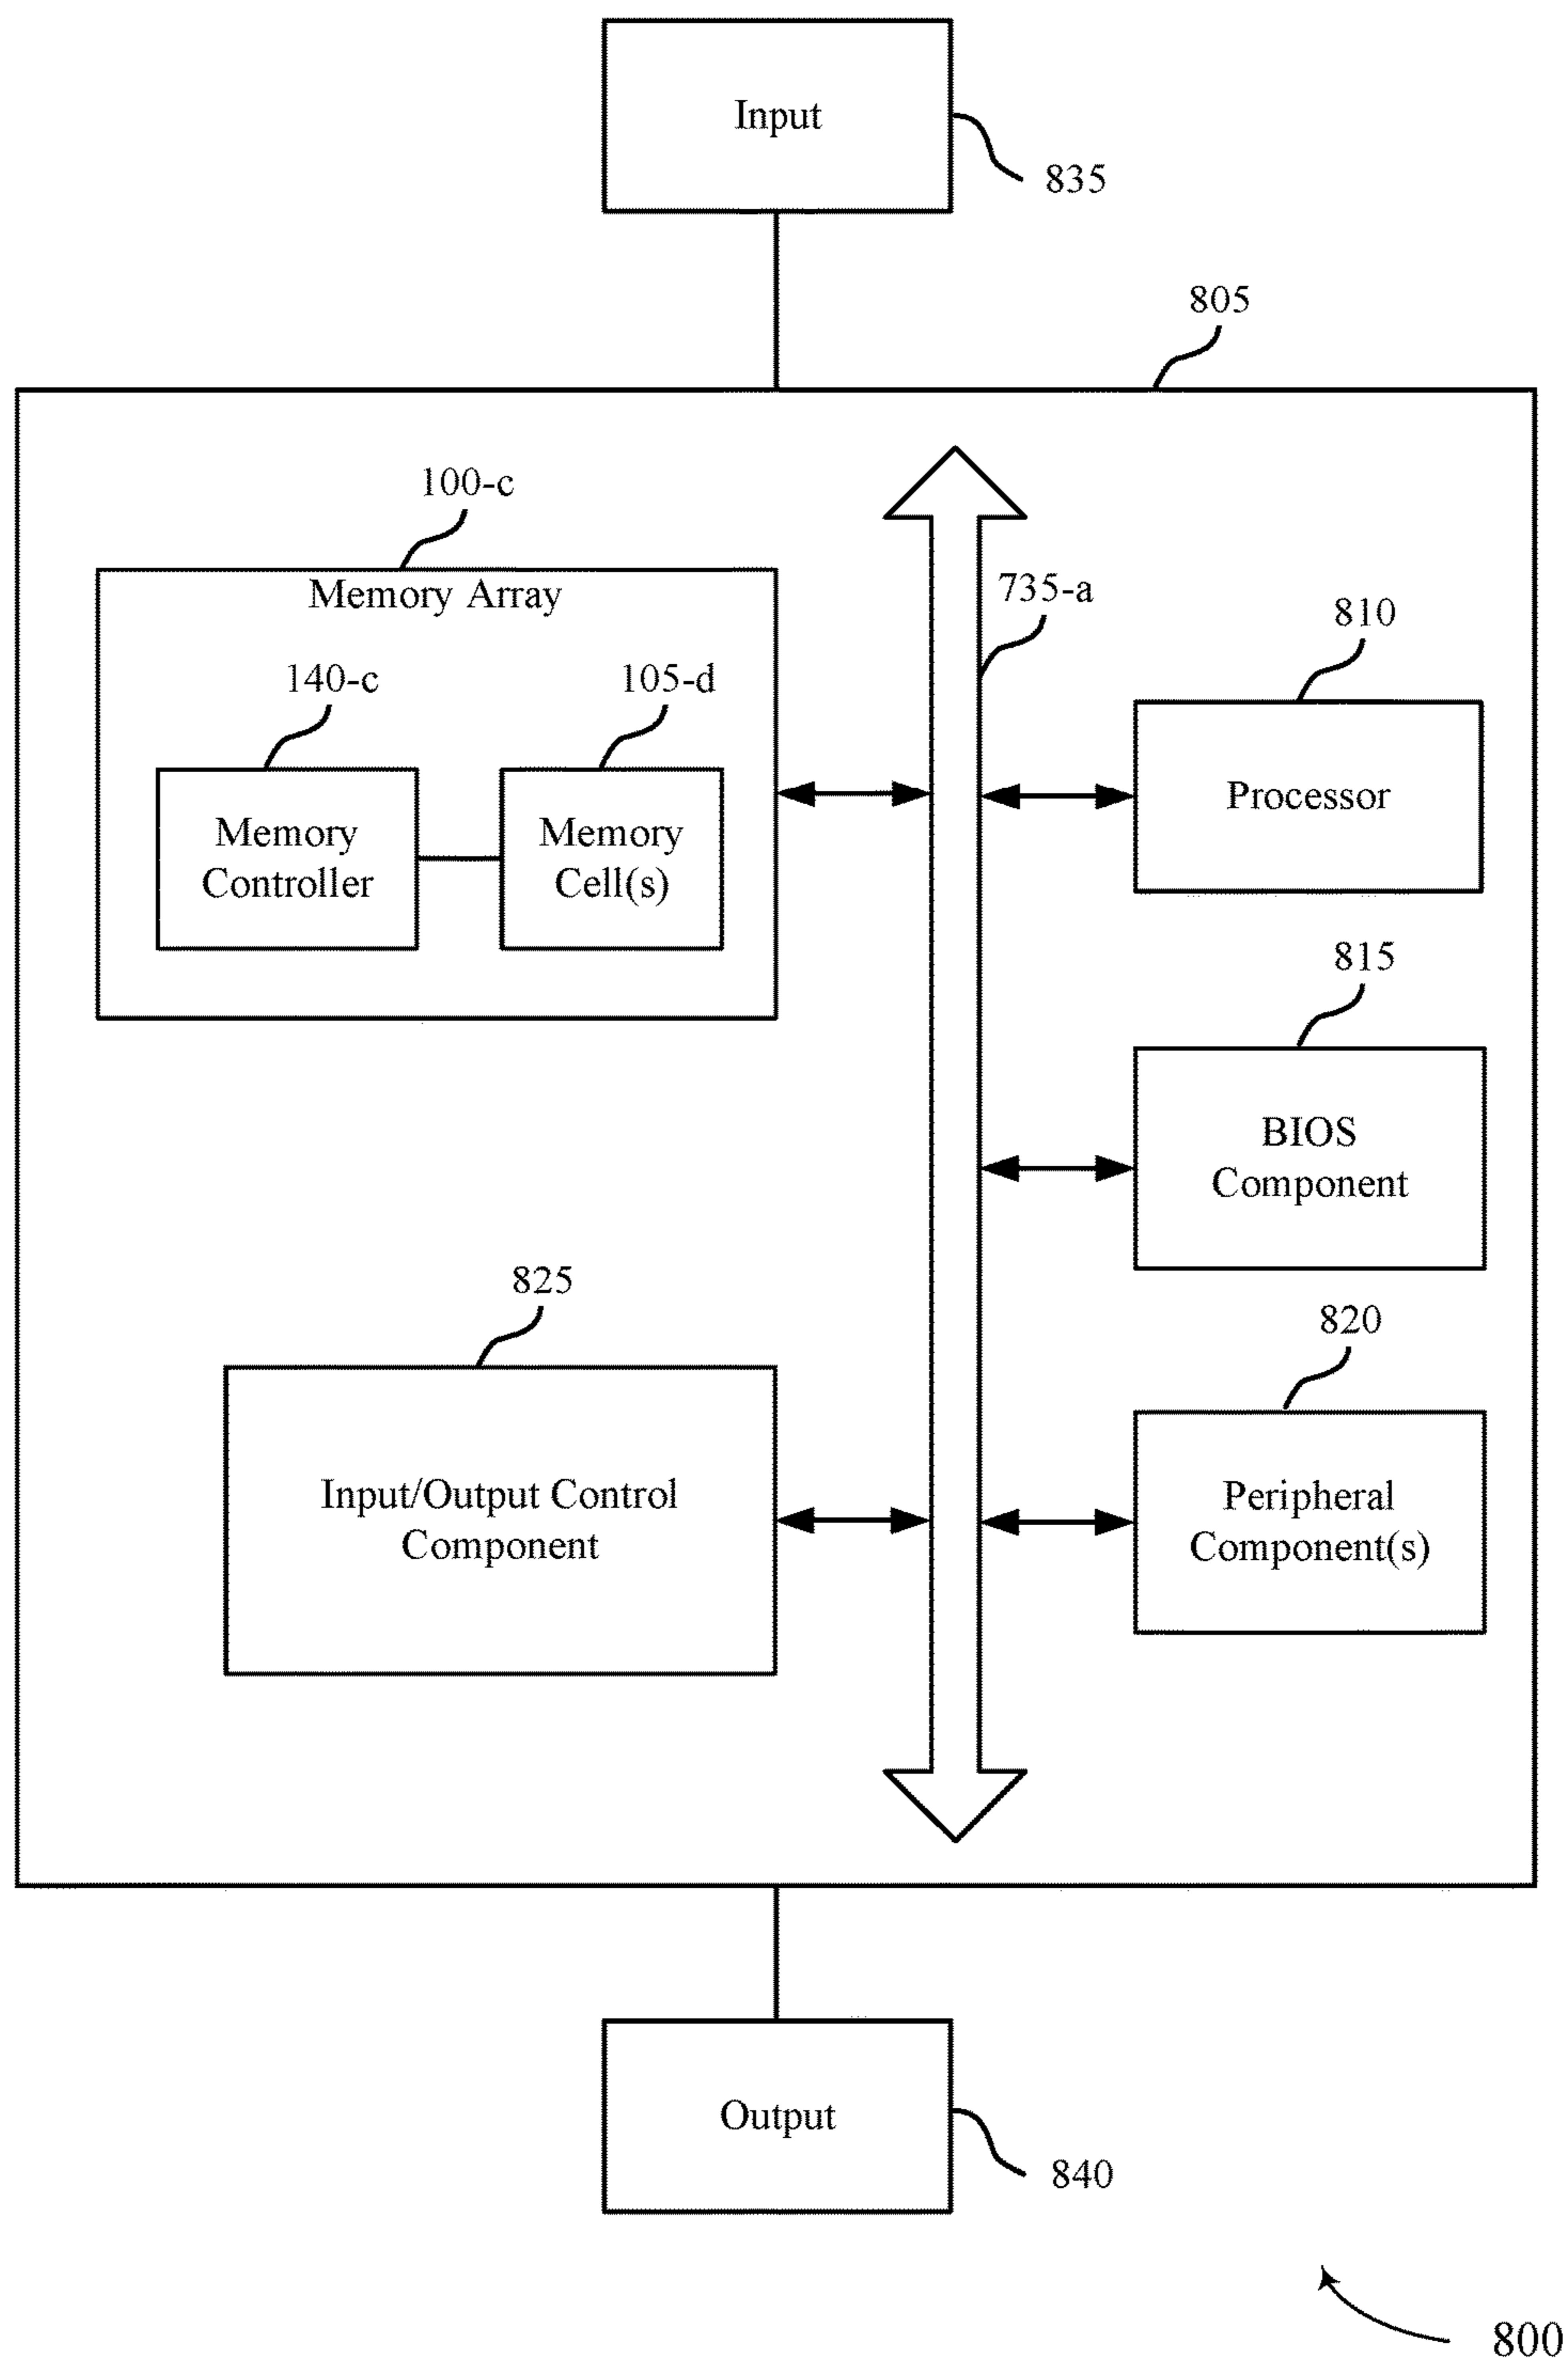 Input
835
805
100-c
Memory Array
735-a
810
140-c
105-d
Memory
Controller
Memory
Cell(s)
Processor
815
BIOS
Component
825
820
Input/Output Control
Component
Peripheral
Component(s)
Output
840
800